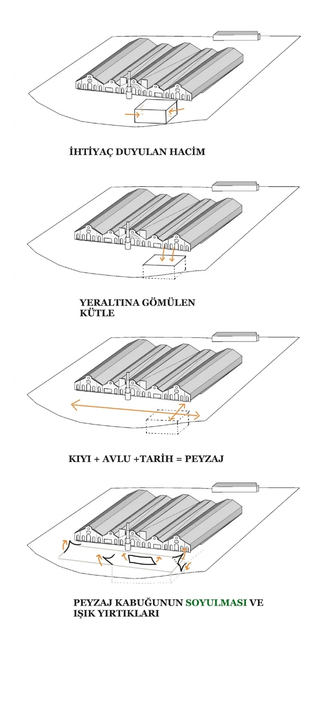 İHTİYAÇ DUYULAN HACİM
YERALTINA GÖMÜLEN
KÜTLE
KIYI + AVLU +TARİH = PEYZAJ
PEYZAJ KABUĞUNUN SOYULMASI VE
IŞIK YIRTIKLARI